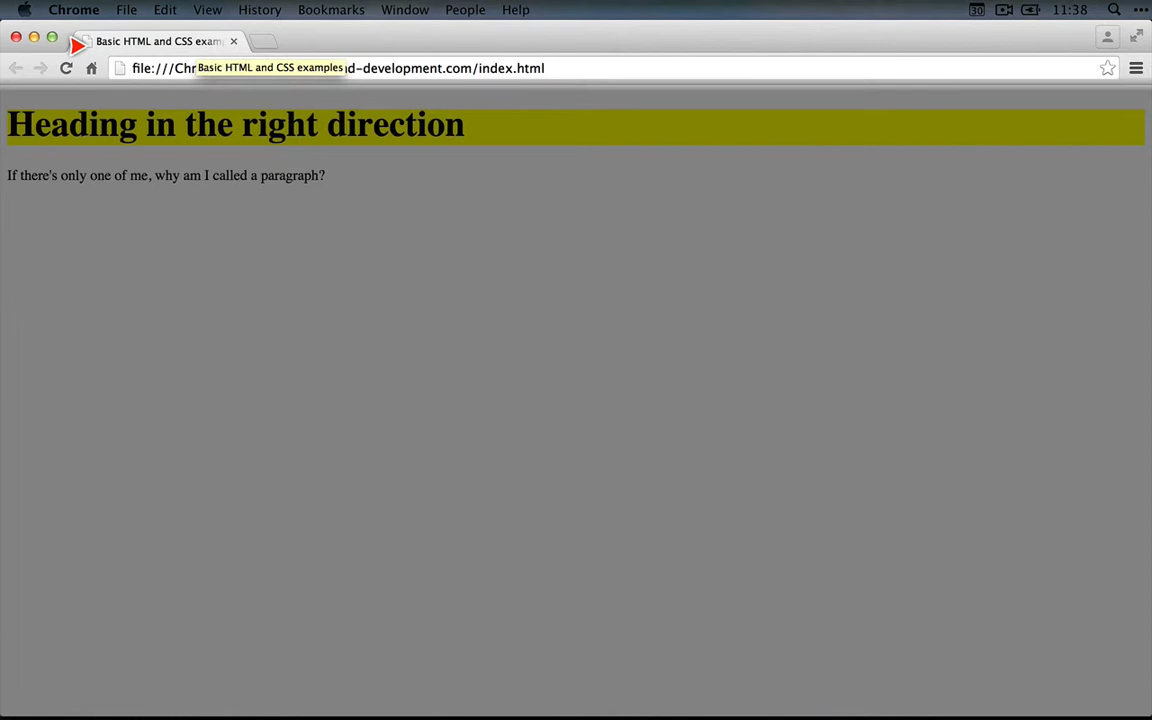 Chrome File Edit View History Bookmarks Window People Help 30 11:38
Basic HTML and CSS exam
file:///Chr d-development.com/index.html
Basic HTML and CSS examples
Heading in the right direction
If there's only one of me, why am I called a paragraph?